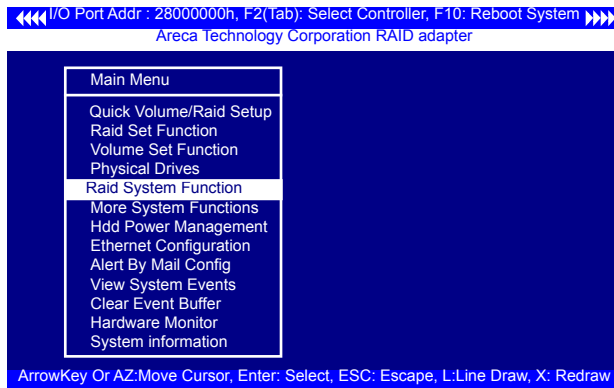 I/O Port Addr : 28000000h, F2(Tab): Select Controller, F10: Reboot System
Areca Technology Corporation RAID adapter
Main Menu
Quick Volume/Raid Setup
Raid Set Function
Volume Set Function
Physical Drives
Raid System Function
More System Functions
Hdd Power Management
Ethernet Configuration
Alert By Mail Config
View System Events
Clear Event Buffer
Hardware Monitor
System information
ArrowKey Or AZ:Move Cursor, Enter: Select, ESC: Escape, L:Line Draw, X: Redraw